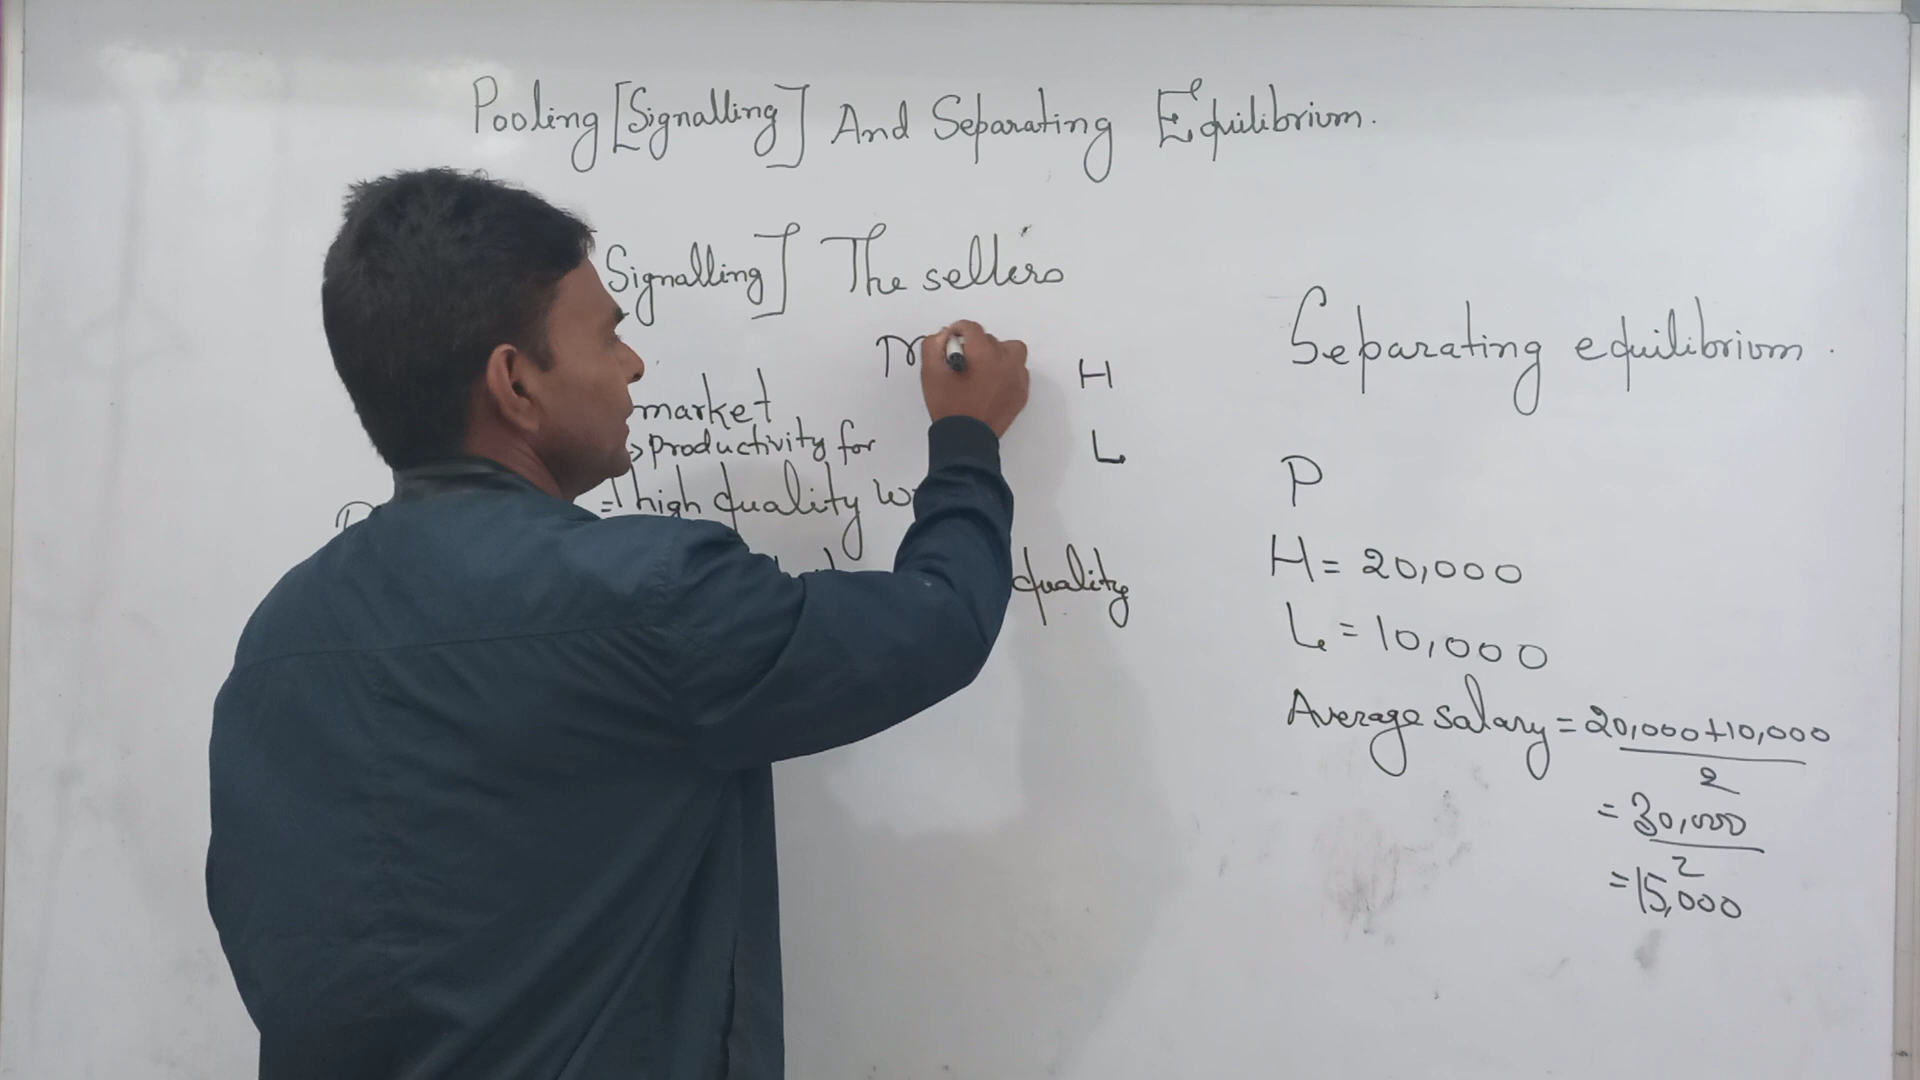 Pooling [Signalling] And Separating Equilibrium.
Signalling] The sellers
H
market
productivity for
L
high quality
quality
Separating equilibrium.
P
H = 20,000
L = 10,000
Average salary = 20,000+10,000
2
= 30,000
2
= 15,000